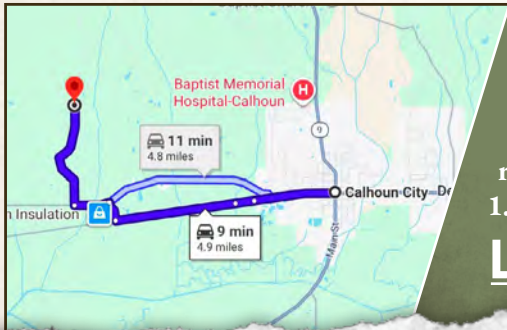 Baptist Memorial
Hospital-Calhoun
H
9
11 min
4.8 miles
Calhoun City
n Insulation
9 min
4.9 miles
Main St
1.
L